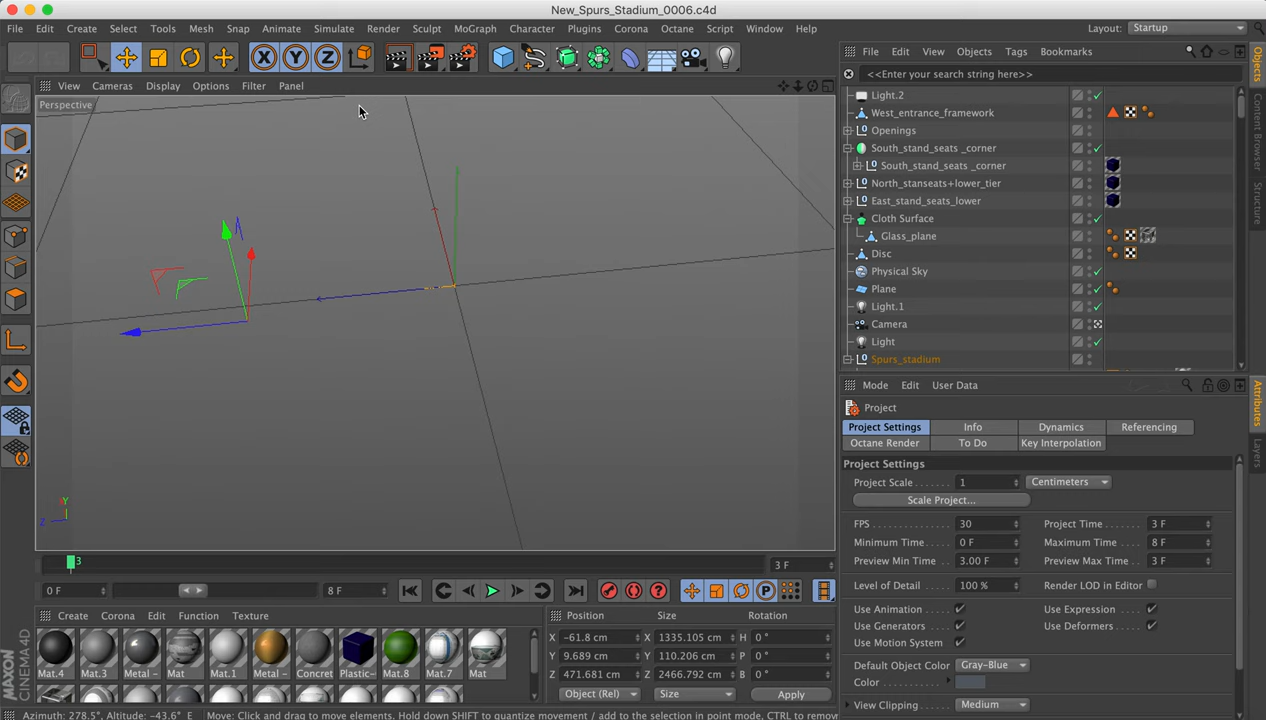 New_Spurs_Stadium_0006.c4d
File Edit Create Select Tools Mesh Snap Animate Simulate Render Sculpt MoGraph Character Plugins Corona Octane Script Window Help Layout: Startup
File Edit View Objects Tags Bookmarks
<<Enter your search string here>>
View Cameras Display Options Filter Panel
Perspective
Light.2
West_entrance_framework
Openings
South_stand_seats _corner
South_stand_seats _corner
North_stanseats+lower_tier
East_stand_seats_lower
Cloth Surface
Glass_plane
Disc
Physical Sky
Plane
Light.1
Camera
Light
Spurs_stadium
Objects
Content Browser
Structure
Mode Edit User Data
Project
Project Settings Info Dynamics Referencing
Octane Render To Do Key Interpolation
Project Settings
Project Scale 1 Centimeters
Scale Project...
FPS 30 Project Time 3 F
Minimum Time 0 F Maximum Time 8 F
Preview Min Time 3.00 F Preview Max Time 3 F
Level of Detail 100 % Render LOD in Editor
Use Animation Use Expression
Use Generators Use Deformers
Use Motion System
Default Object Color Gray-Blue
Color
View Clipping Medium
Attributes
Layers
Y
Z
3
3 F
0 F 8 F
Create Corona Edit Function Texture
Mat.4 Mat.3 Metal - Mat Mat.1 Metal - Concret Plastic- Mat.8 Mat.7 Mat
Position Size Rotation
X -61.8 cm X 1335.105 cm H 0 °
Y 9.689 cm Y 110.206 cm P 0 °
Z 471.681 cm Z 2466.792 cm B 0 °
Object (Rel) Size Apply
MAXON CINEMA4D
Azimuth: 278.5°, Altitude: -43.6° E Move: Click and drag to move elements. Hold down SHIFT to quantize movement / add to the selection in point mode, CTRL to remove